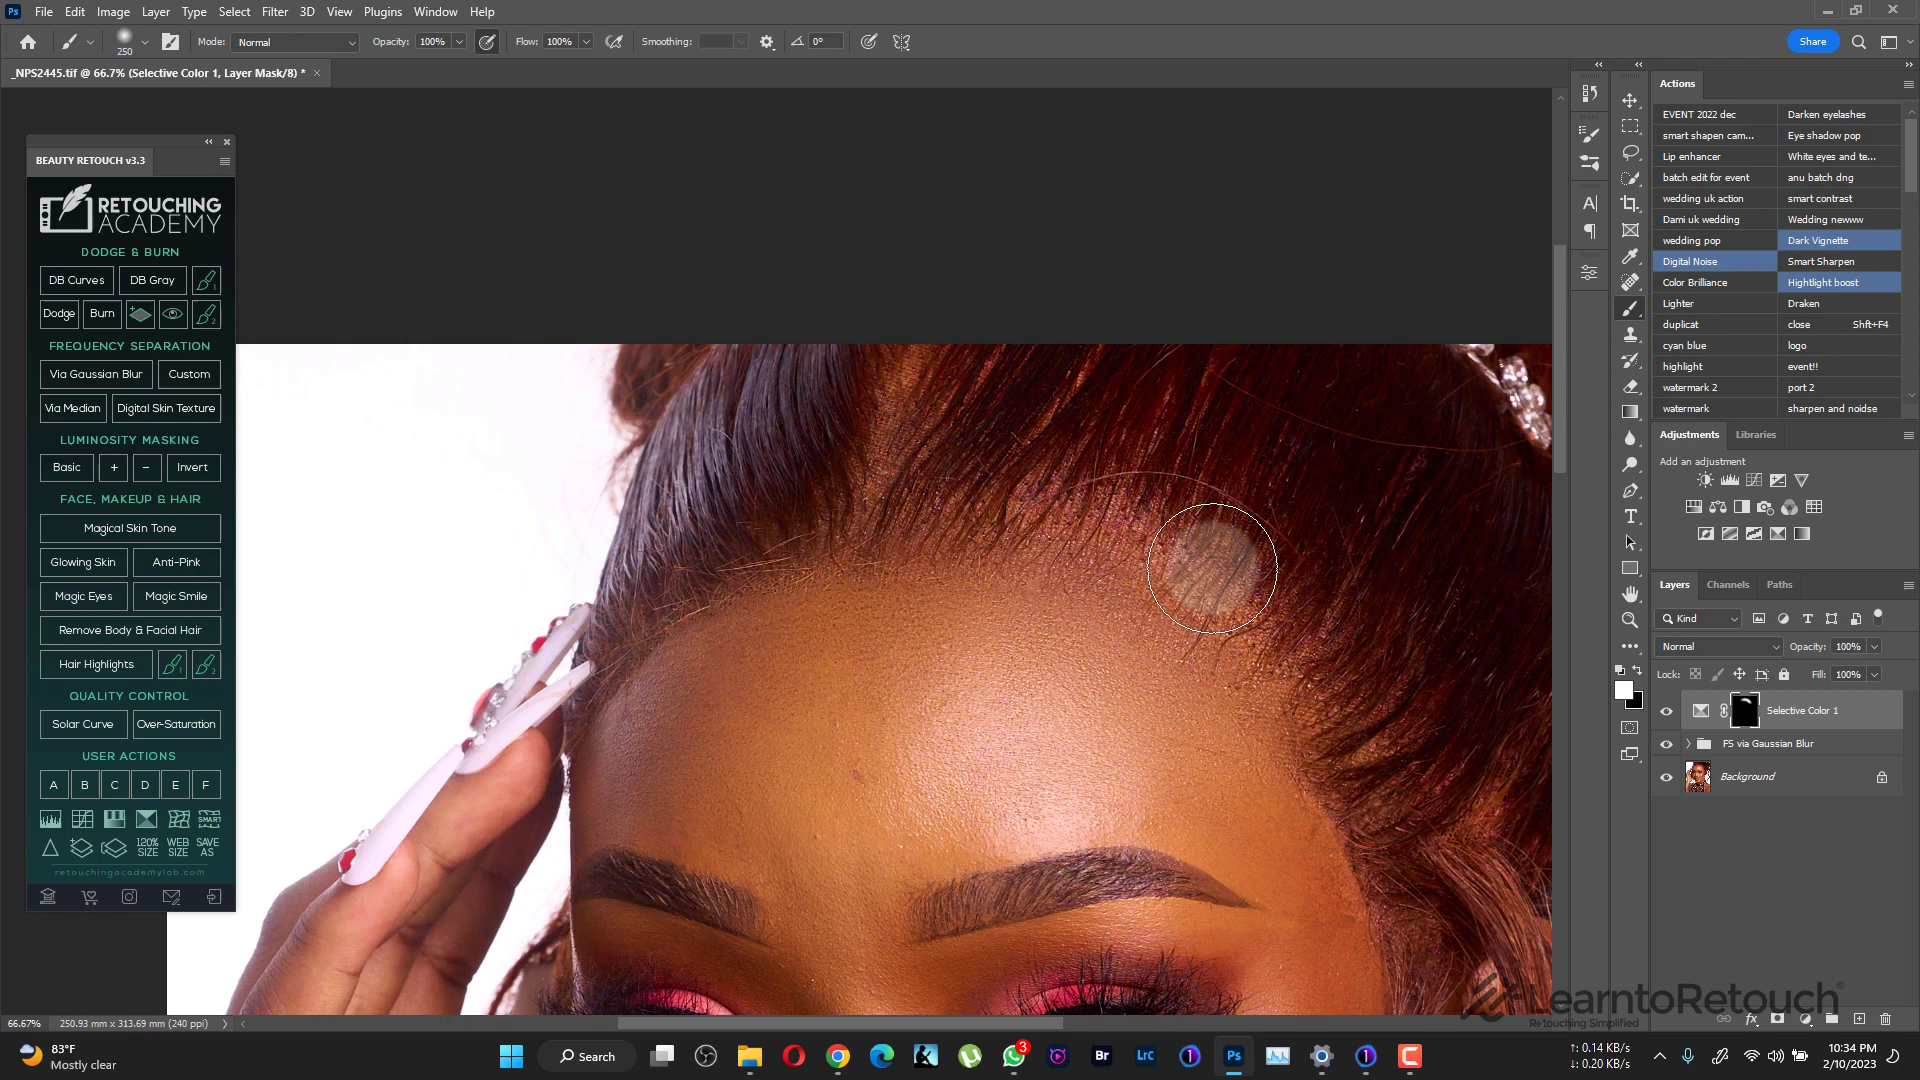 Ps File Edit Image Layer Type Select Filter 3D View Plugins Window Help
250 Mode: Normal Opacity: 100% Flow: 100% Smoothing: 0° Share
_NPS2445.tif @ 66.7% (Selective Color 1, Layer Mask/8) * ×
BEAUTY RETOUCH v3.3
RETOUCHING
ACADEMY
DODGE & BURN
DB Curves DB Gray 1
Dodge Burn 2
FREQUENCY SEPARATION
Via Gaussian Blur Custom
Via Median Digital Skin Texture
LUMINOSITY MASKING
Basic + − Invert
FACE, MAKEUP & HAIR
Magical Skin Tone
Glowing Skin Anti-Pink
Magic Eyes Magic Smile
Remove Body & Facial Hair
Hair Highlights 1 2
QUALITY CONTROL
Solar Curve Over-Saturation
USER ACTIONS
A B C D E F
SMART
120% SIZE WEB SIZE SAVE AS
retouchingacademylab.com
Actions
EVENT 2022 dec Darken eyelashes
smart shapen cam... Eye shadow pop
Lip enhancer White eyes and te...
batch edit for event anu batch dng
wedding uk action smart contrast
Dami uk wedding Wedding newww
wedding pop Dark Vignette
Digital Noise Smart Sharpen
Color Brilliance Hightlight boost
Lighter Draken
duplicat close Shft+F4
cyan blue logo
highlight event!!
watermark 2 port 2
watermark sharpen and noidse
Adjustments Libraries
Add an adjustment
Layers Channels Paths
Kind
Normal Opacity: 100%
Lock: Fill: 100%
Selective Color 1
FS via Gaussian Blur
Background
LearntoRetouch
Retouching Simplified
66.67% 250.93 mm x 313.69 mm (240 ppi)
83°F
Mostly clear
Search
3
Br
Lrc
Ps
↑: 0.14 KB/s
↓: 0.20 KB/s
10:34 PM
2/10/2023